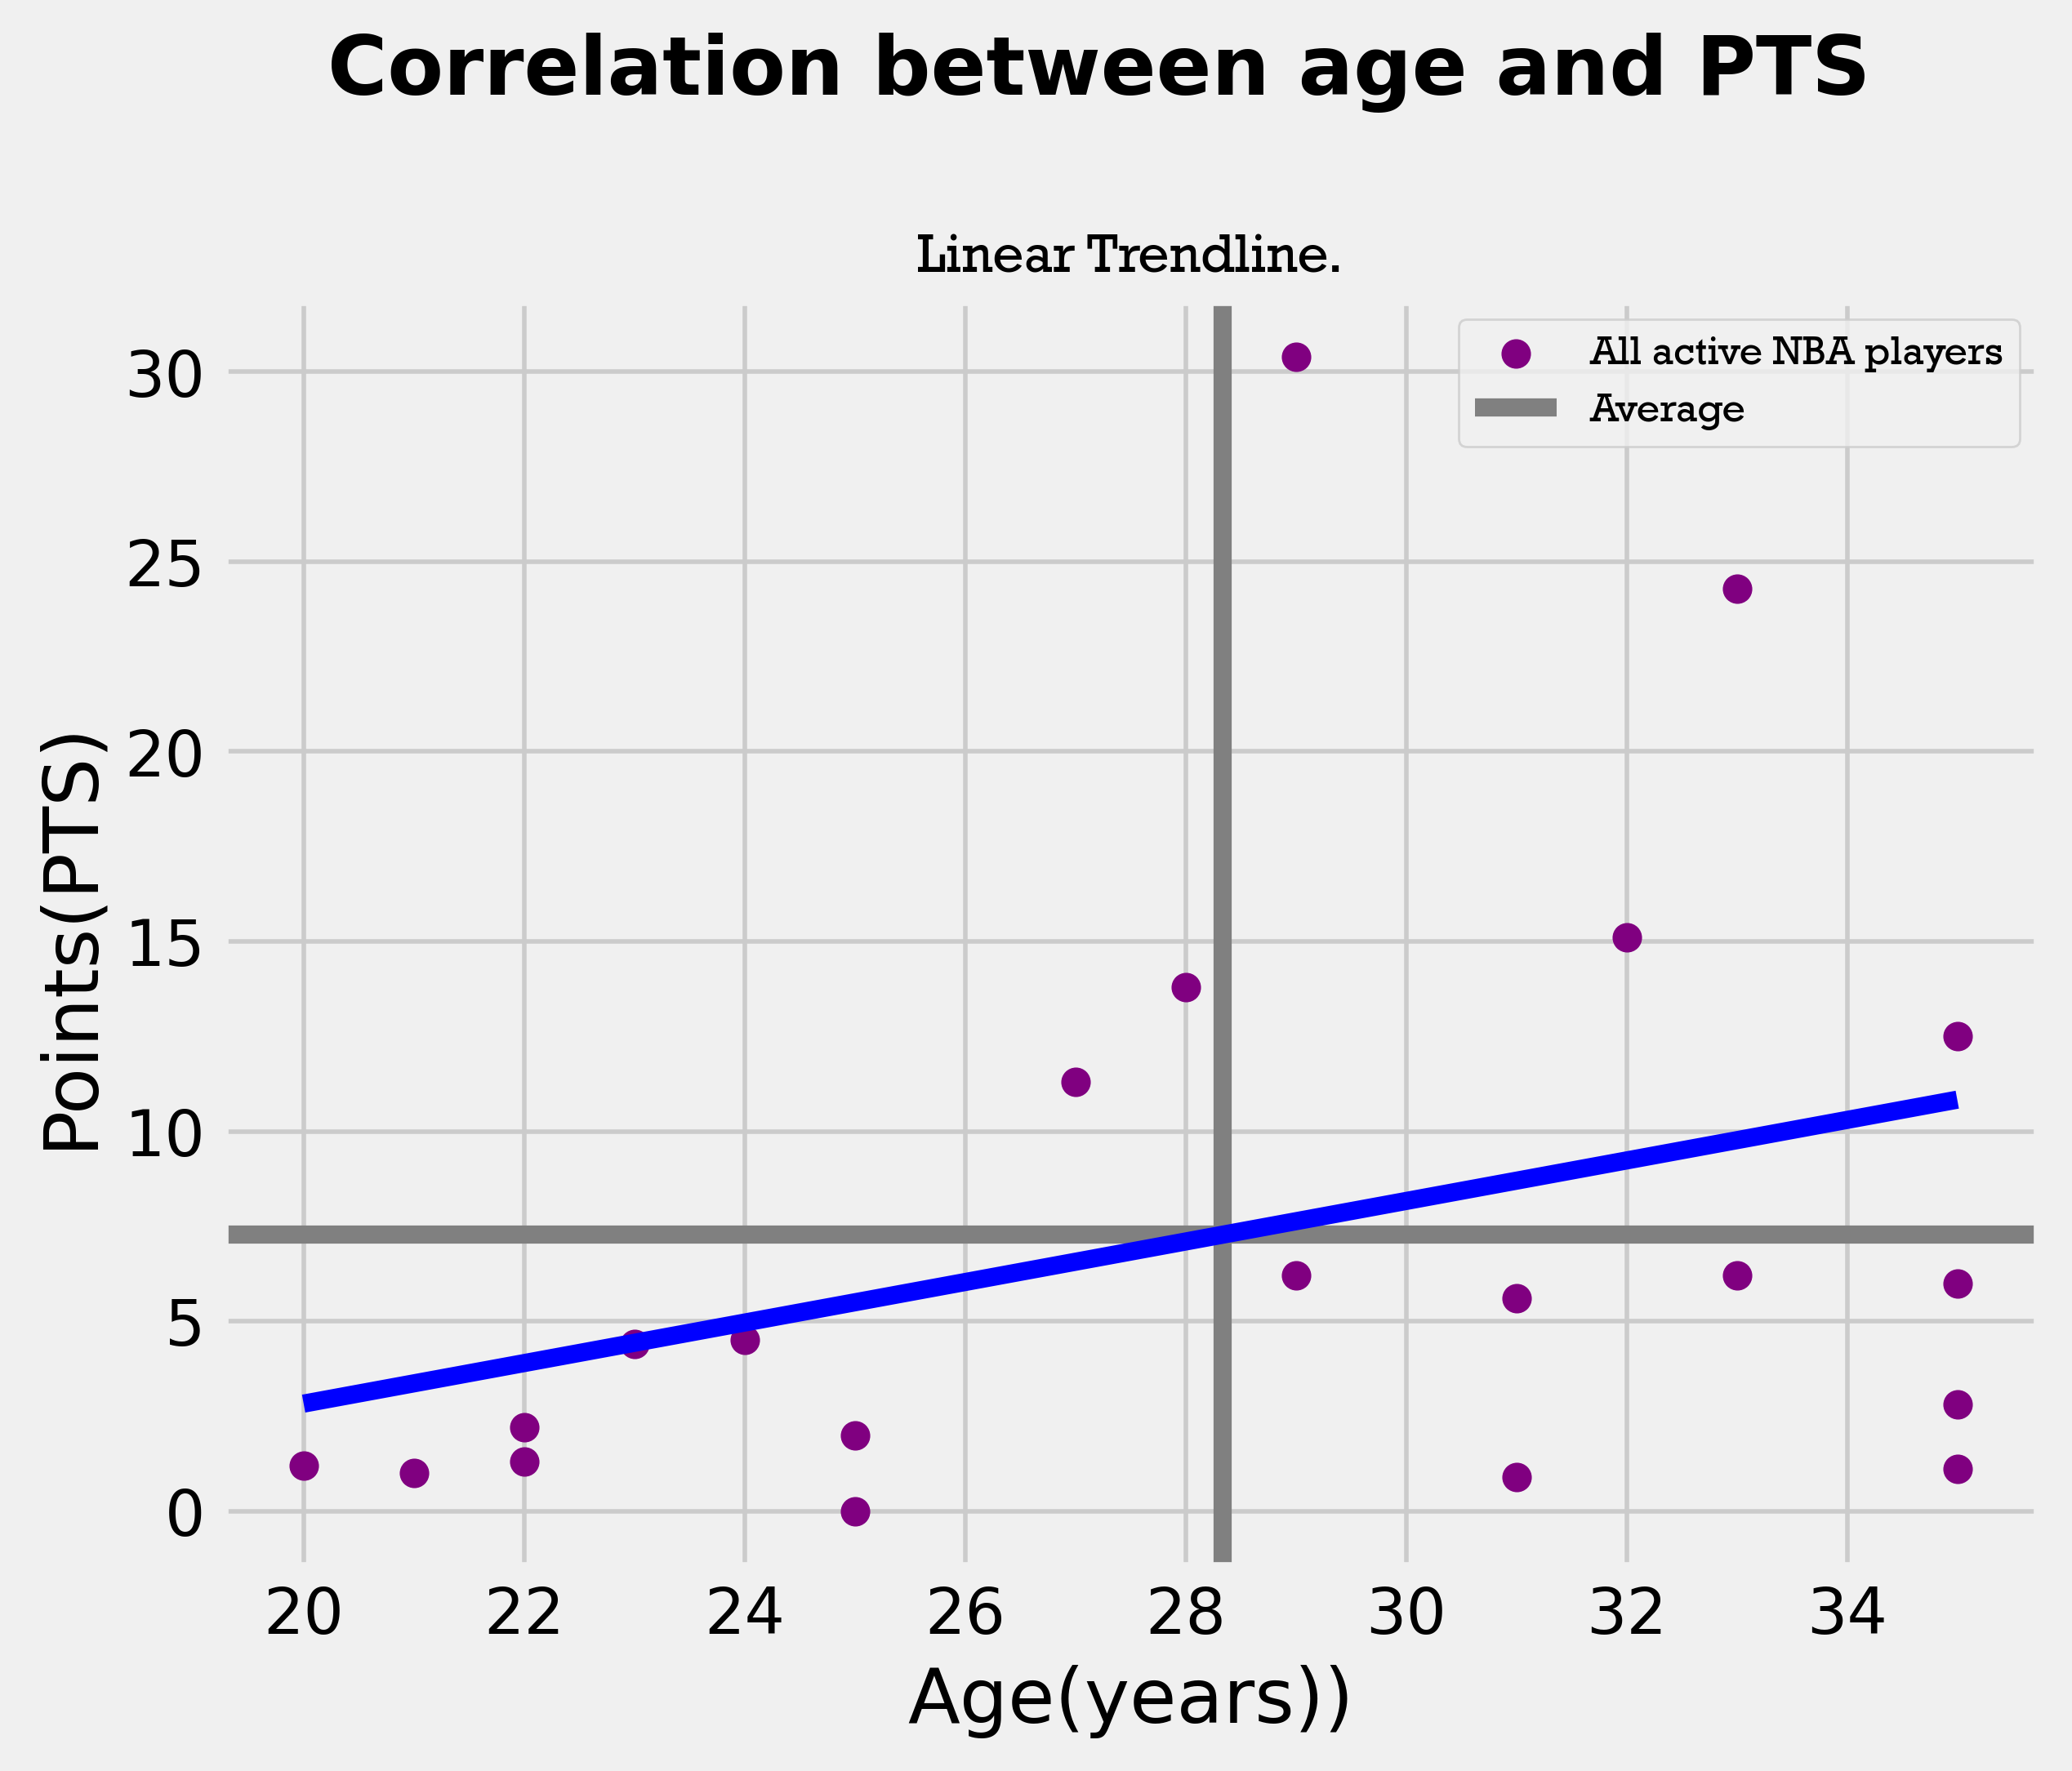 Correlation between age and PTS
Linear Trendline.
All active NBA players
Average
Points(PTS)
30
25
20
15
10
5
0
20 22 24 26 28 30 32 34
Age(years))